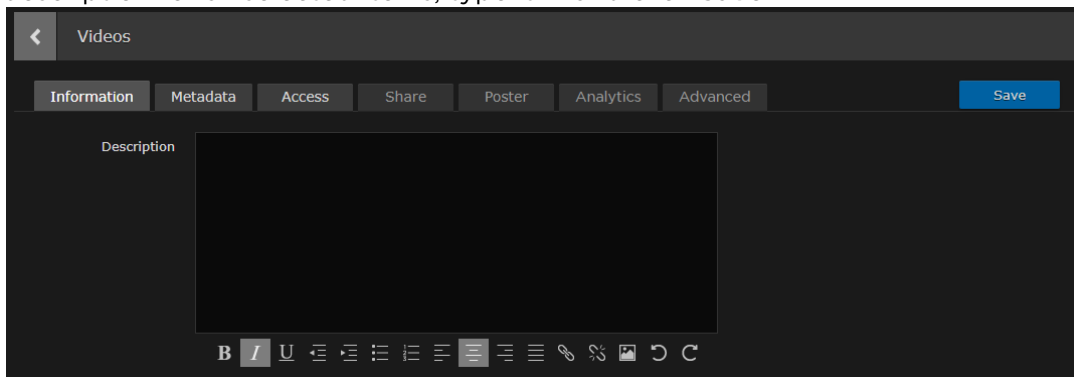 Videos
Information Metadata Access Share Poster Analytics Advanced Save
Description
B I U